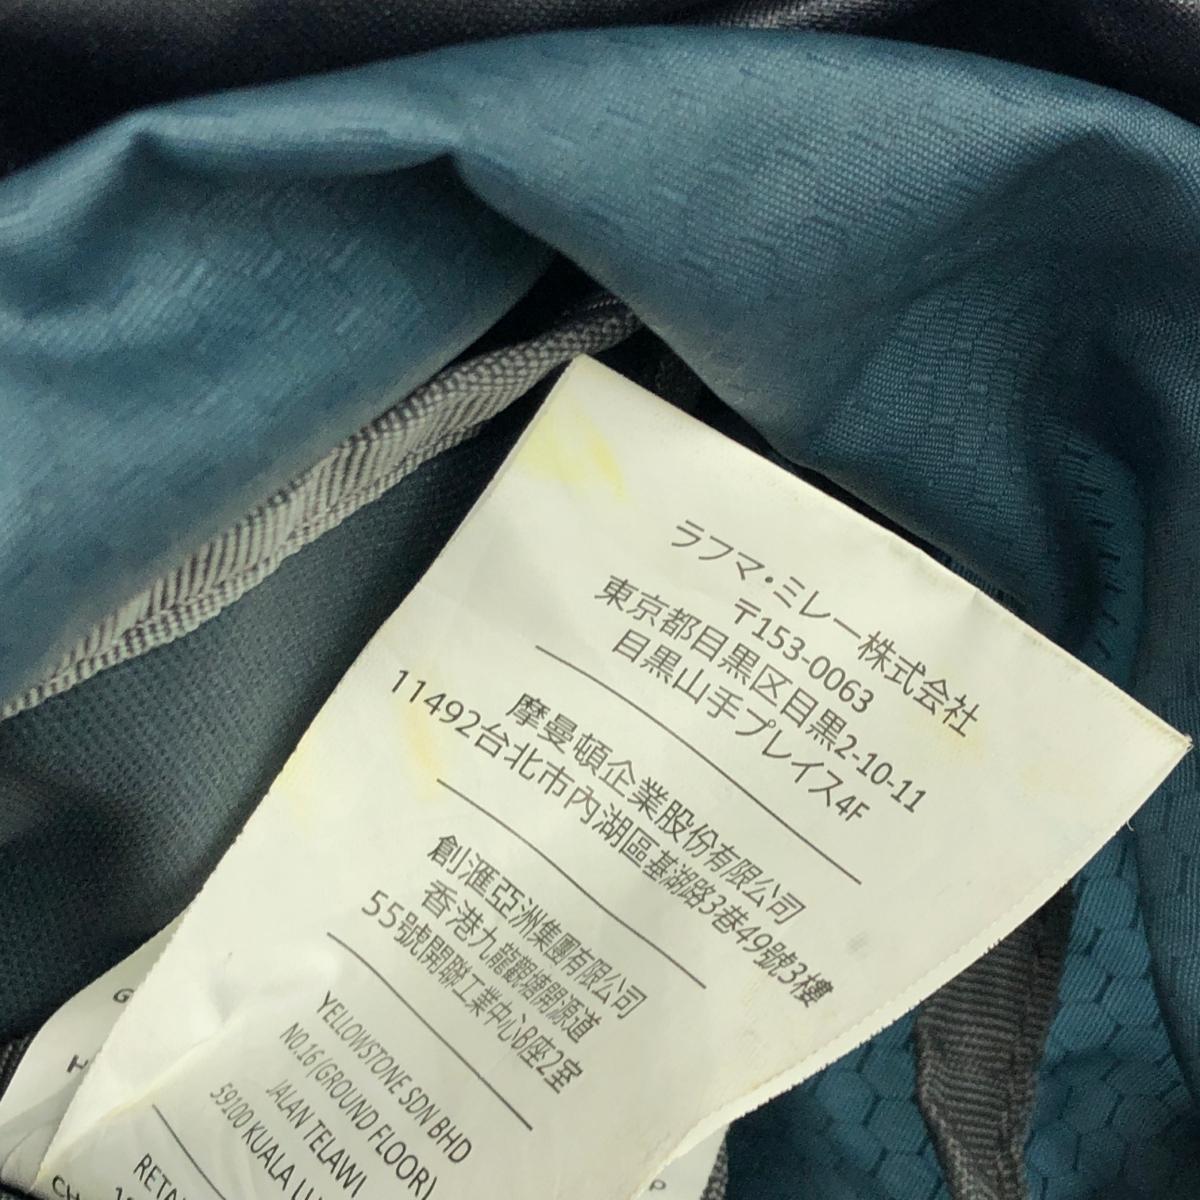 ラフマ・ミレー株式会社
〒153-0063
東京都目黒区目黒2-10-11
目黒山手プレイス4F
摩曼頓企業股份有限公司
11492台北市內湖區基湖路3巷49號3樓
創滙亞洲集團有限公司
香港九龍觀塘開源道
55號開聯工業中心B座2室
YELLOWSTONE SDN BHD
NO.16 (GROUND FLOOR)
JALAN TELAWI
59100 KUALA